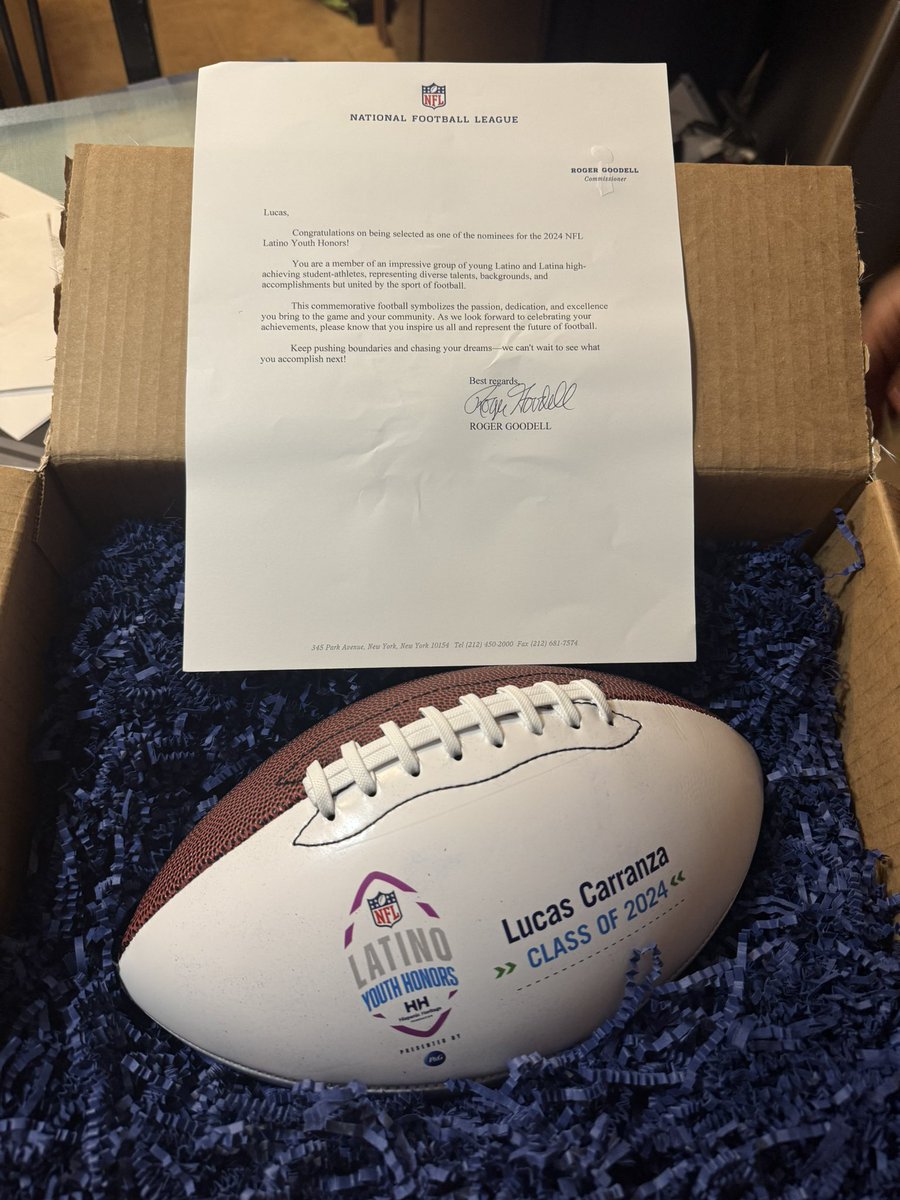 NFL
NATIONAL FOOTBALL LEAGUE
ROGER GOODELL
Commissioner
Lucas,
Congratulations on being selected as one of the nominees for the 2024 NFL
Latino Youth Honors!
You are a member of an impressive group of young Latino and Latina high-
achieving student-athletes, representing diverse talents, backgrounds, and
accomplishments but united by the sport of football.
This commemorative football symbolizes the passion, dedication, and excellence
you bring to the game and your community. As we look forward to celebrating your
achievements, please know that you inspire us all and represent the future of football.
Keep pushing boundaries and chasing your dreams—we can't wait to see what
you accomplish next!
Best regards,
Roger Goodell
ROGER GOODELL
345 Park Avenue, New York, New York 10154 Tel (212) 450-2000 Fax (212) 681-7574
NFL
LATINO
YOUTH HONORS
HH
Hispanic Heritage
PRESENTED BY
P&G
Lucas Carranza
>> CLASS OF 2024 <<